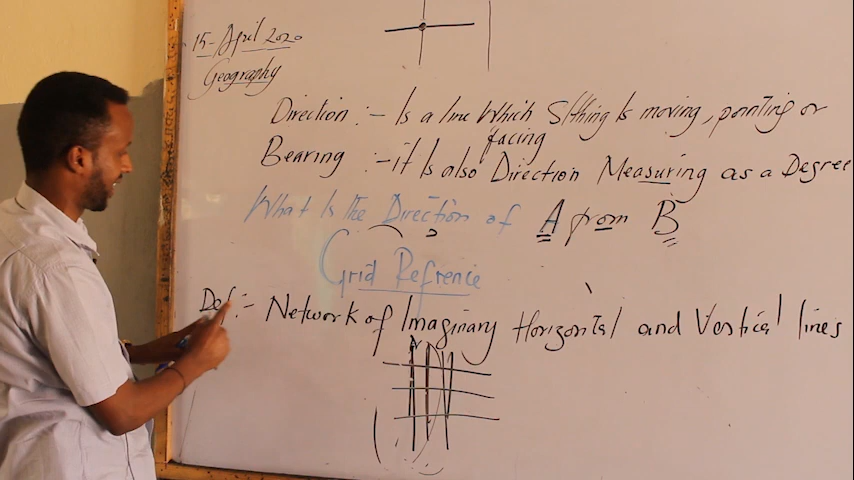 15-April 2020
Geography
Direction :- Is a line Which S/thing Is moving, pointing or
facing
Bearing :- it Is also Direction Measuring as a Degree
What Is the Direction of A from B
Grid Refrence
Def:- Network of Imaginary Horizontal and Vertical lines